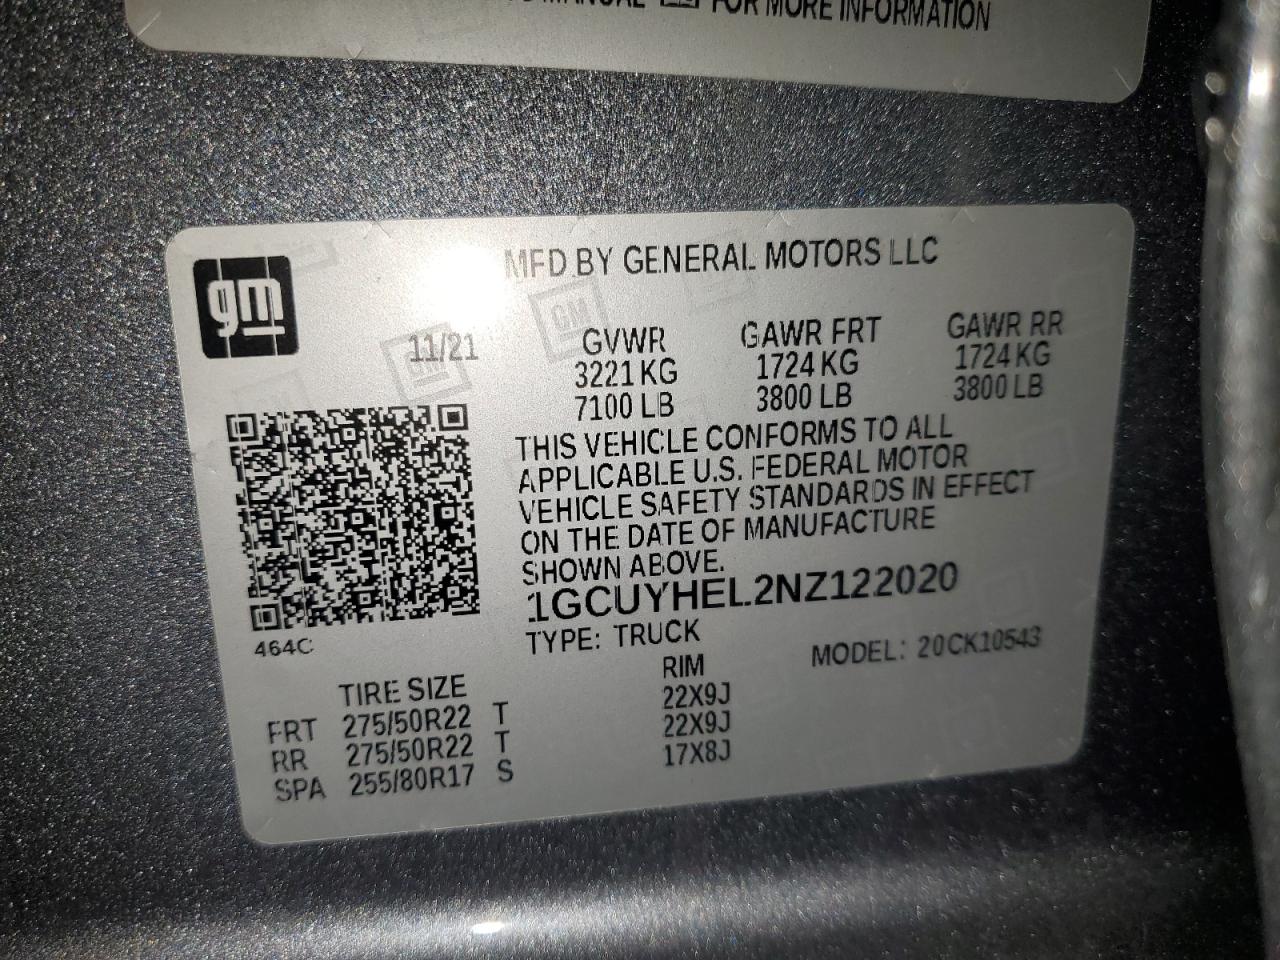 MANUAL FOR MORE INFORMATION
gm
MFD BY GENERAL MOTORS LLC
11/21
GVWR GAWR FRT GAWR RR
3221 KG 1724 KG 1724 KG
7100 LB 3800 LB 3800 LB
THIS VEHICLE CONFORMS TO ALL
APPLICABLE U.S. FEDERAL MOTOR
VEHICLE SAFETY STANDARDS IN EFFECT
ON THE DATE OF MANUFACTURE
SHOWN ABOVE.
1GCUYHEL2NZ122020
464C
TYPE: TRUCK
MODEL: 20CK10543
TIRE SIZE RIM
FRT 275/50R22 T 22X9J
RR 275/50R22 T 22X9J
SPA 255/80R17 S 17X8J